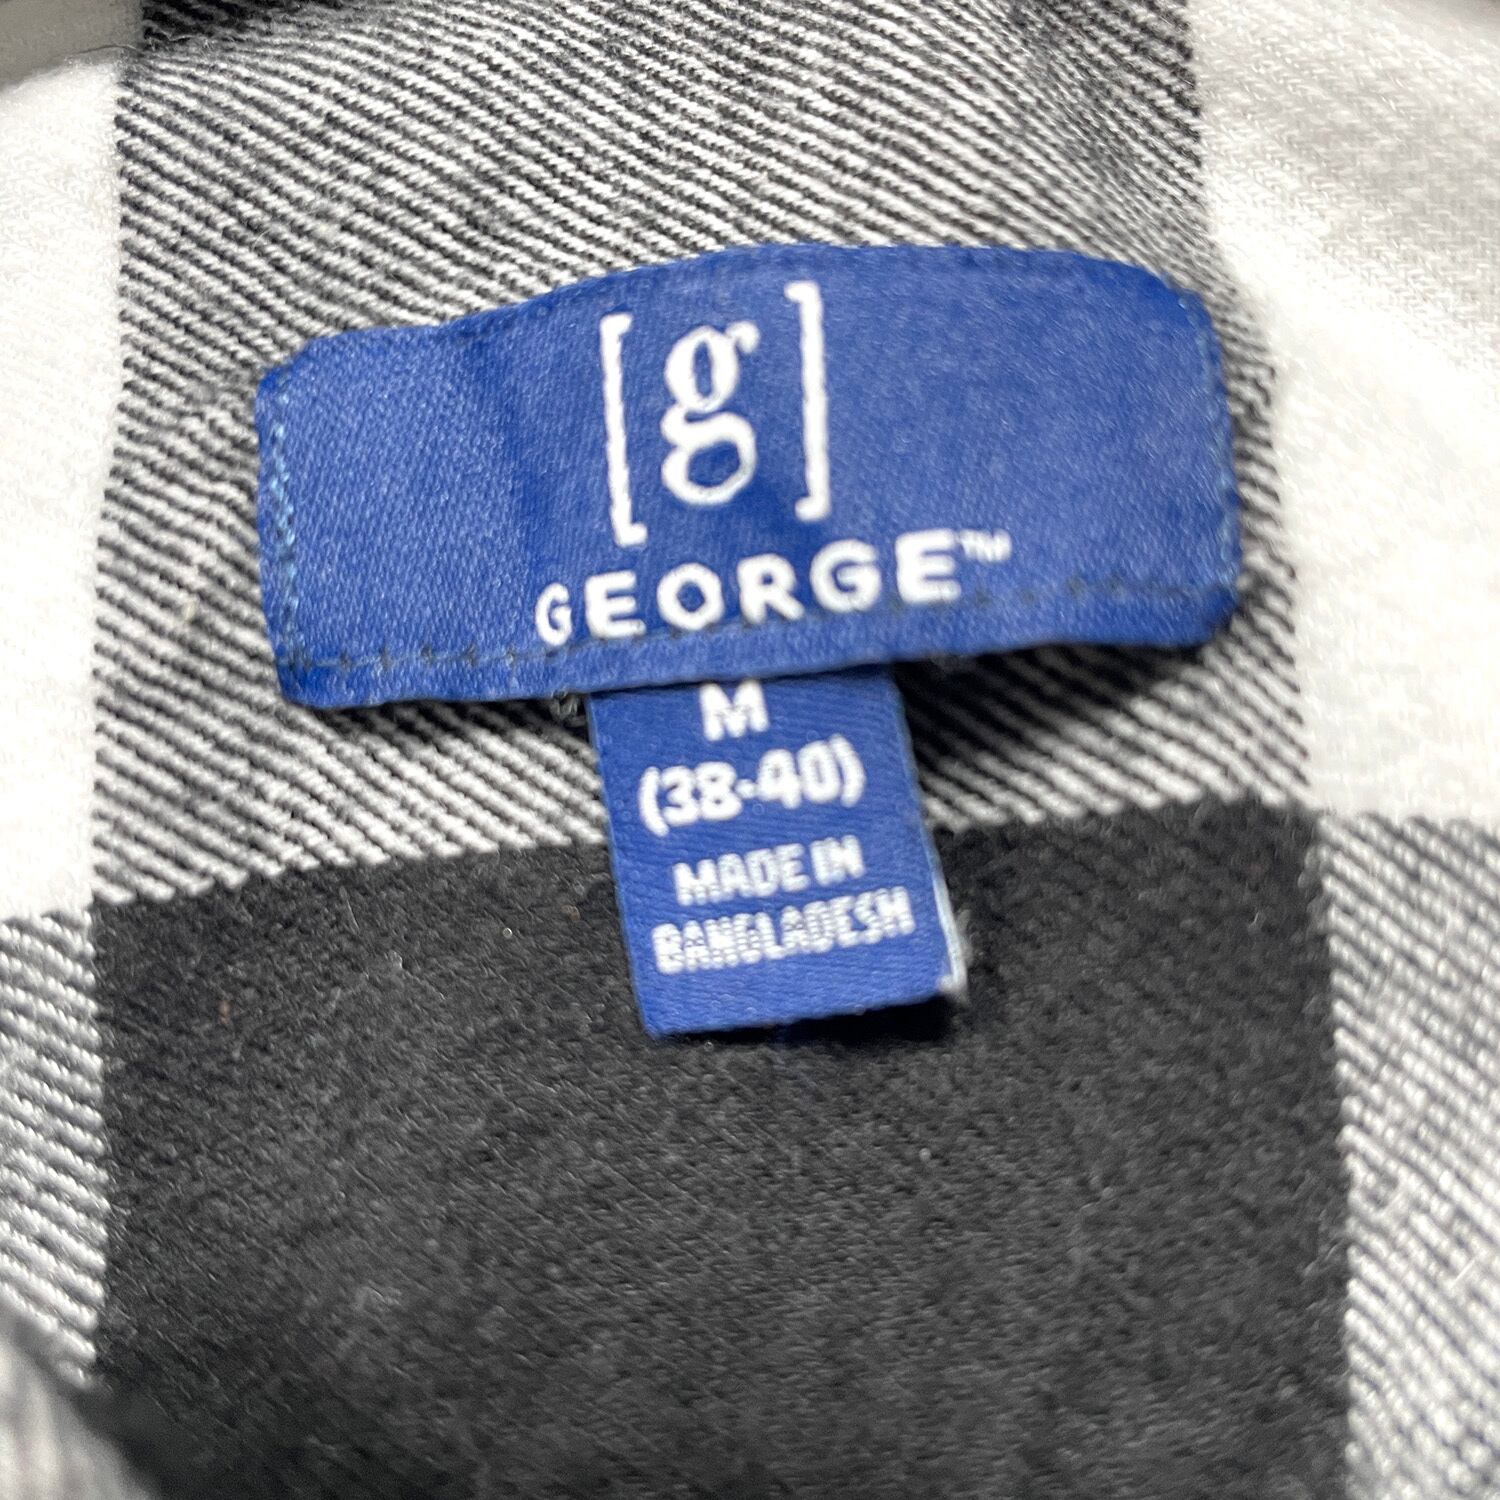 [g]
GEORGE™
M
(38-40)
MADE IN
BANGLADESH